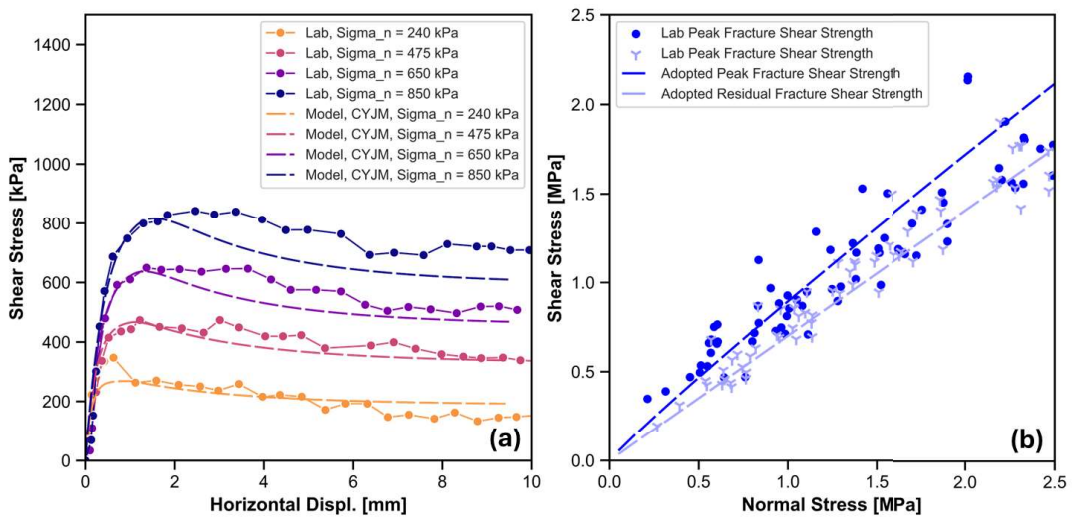 1400
1200
1000
800
600
400
200
0
Shear Stress [kPa]
0
2
4
6
8
10
Horizontal Displ. [mm]
Lab, Sigma_n = 240 kPa
Lab, Sigma_n = 475 kPa
Lab, Sigma_n = 650 kPa
Lab, Sigma_n = 850 kPa
Model, CYJM, Sigma_n = 240 kPa
Model, CYJM, Sigma_n = 475 kPa
Model, CYJM, Sigma_n = 650 kPa
Model, CYJM, Sigma_n = 850 kPa
(a)
2.5
2.0
1.5
1.0
0.5
0.0
Shear Stress [MPa]
0.0
0.5
1.0
1.5
2.0
2.5
Normal Stress [MPa]
Lab Peak Fracture Shear Strength
Lab Peak Fracture Shear Strength
Adopted Peak Fracture Shear Strength
Adopted Residual Fracture Shear Strength
(b)